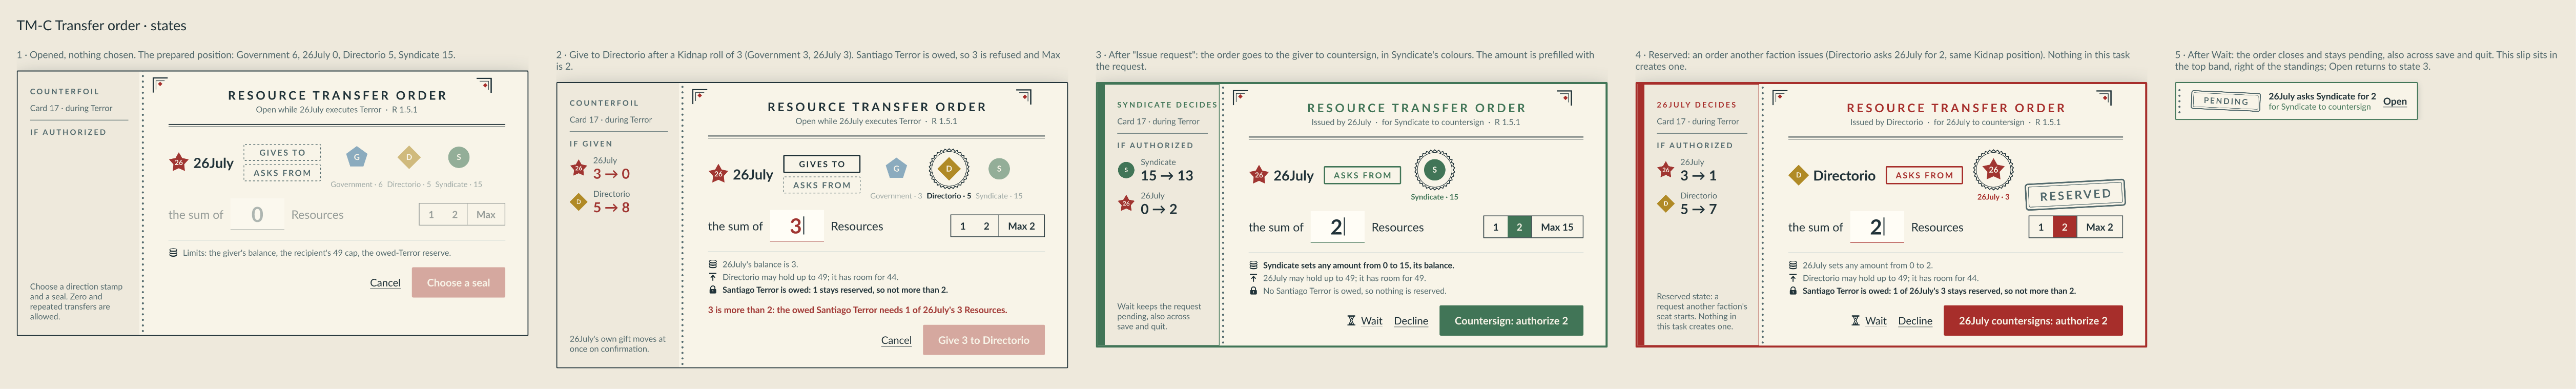 TM-C Transfer order · states
1 · Opened, nothing chosen. The prepared position: Government 6, 26July 0, Directorio 5, Syndicate 15.
COUNTERFOIL
Card 17 · during Terror
IF AUTHORIZED
Choose a direction stamp
and a seal. Zero and
repeated transfers are
allowed.
RESOURCE TRANSFER ORDER
Open while 26July executes Terror · R 1.5.1
26 26July
GIVES TO
ASKS FROM
G D S
Government · 6 Directorio · 5 Syndicate · 15
the sum of 0 Resources
1 2 Max
Limits: the giver's balance, the recipient's 49 cap, the owed-Terror reserve.
Cancel Choose a seal
2 · Give to Directorio after a Kidnap roll of 3 (Government 3, 26July 3). Santiago Terror is owed, so 3 is refused and Max
is 2.
COUNTERFOIL
Card 17 · during Terror
IF GIVEN
26 26July
3 → 0
D Directorio
5 → 8
26July's own gift moves at
once on confirmation.
RESOURCE TRANSFER ORDER
Open while 26July executes Terror · R 1.5.1
26 26July
GIVES TO
ASKS FROM
G D S
Government · 3 Directorio · 5 Syndicate · 15
the sum of 3 Resources
1 2 Max 2
26July's balance is 3.
Directorio may hold up to 49; it has room for 44.
Santiago Terror is owed: 1 stays reserved, so not more than 2.
3 is more than 2: the owed Santiago Terror needs 1 of 26July's 3 Resources.
Cancel Give 3 to Directorio
3 · After "Issue request": the order goes to the giver to countersign, in Syndicate's colours. The amount is prefilled with
the request.
SYNDICATE DECIDES
Card 17 · during Terror
IF AUTHORIZED
S Syndicate
15 → 13
26 26July
0 → 2
Wait keeps the request
pending, also across
save and quit.
RESOURCE TRANSFER ORDER
Issued by 26July · for Syndicate to countersign · R 1.5.1
26 26July
ASKS FROM
S
Syndicate · 15
the sum of 2 Resources
1 2 Max 15
Syndicate sets any amount from 0 to 15, its balance.
26July may hold up to 49; it has room for 49.
No Santiago Terror is owed, so nothing is reserved.
Wait Decline Countersign: authorize 2
4 · Reserved: an order another faction issues (Directorio asks 26July for 2, same Kidnap position). Nothing in this task
creates one.
26JULY DECIDES
Card 17 · during Terror
IF AUTHORIZED
26 26July
3 → 1
D Directorio
5 → 7
Reserved state: a
request another faction's
seat starts. Nothing in
this task creates one.
RESOURCE TRANSFER ORDER
Issued by Directorio · for 26July to countersign · R 1.5.1
D Directorio
ASKS FROM
26
26July · 3
RESERVED
the sum of 2 Resources
1 2 Max 2
26July sets any amount from 0 to 2.
Directorio may hold up to 49; it has room for 44.
Santiago Terror is owed: 1 of 26July's 3 stays reserved, so not more than 2.
Wait Decline 26July countersigns: authorize 2
5 · After Wait: the order closes and stays pending, also across save and quit. This slip sits in
the top band, right of the standings; Open returns to state 3.
PENDING
26July asks Syndicate for 2
for Syndicate to countersign
Open